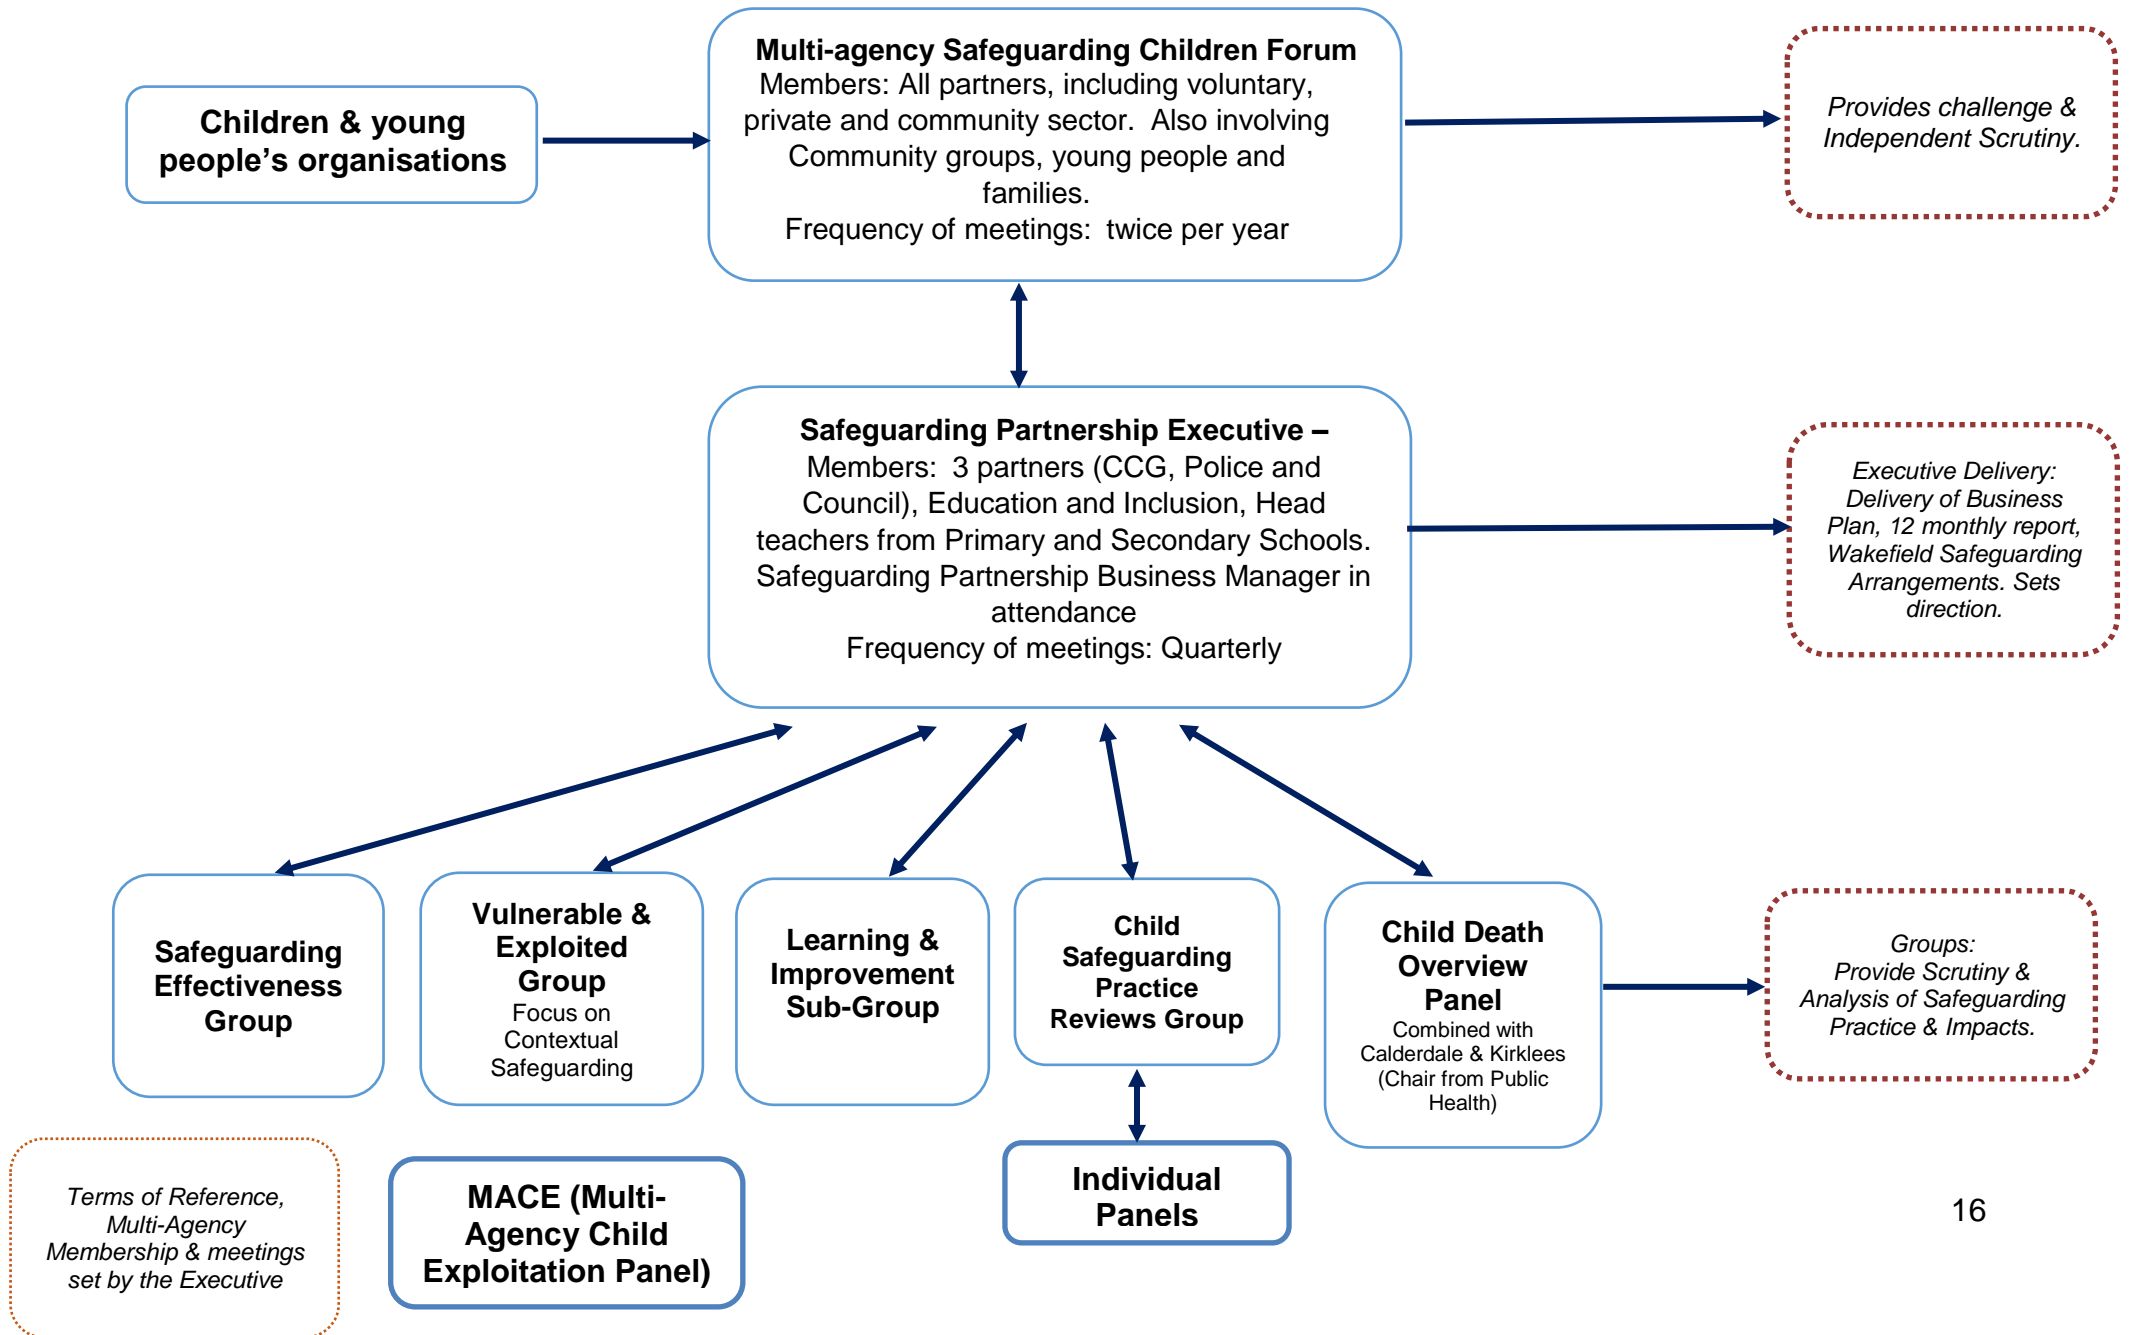 Children & young
people’s organisations
Multi-agency Safeguarding Children Forum
Members: All partners, including voluntary,
private and community sector.  Also involving
Community groups, young people and
families.
Frequency of meetings:  twice per year
Provides challenge &
Independent Scrutiny.
Safeguarding Partnership Executive –
Members:  3 partners (CCG, Police and
Council), Education and Inclusion, Head
teachers from Primary and Secondary Schools.
Safeguarding Partnership Business Manager in
attendance
Frequency of meetings: Quarterly
Executive Delivery:
Delivery of Business
Plan, 12 monthly report,
Wakefield Safeguarding
Arrangements. Sets
direction.
Safeguarding
Effectiveness
Group
Vulnerable &
Exploited
Group
Focus on
Contextual
Safeguarding
Learning &
Improvement
Sub-Group
Child
Safeguarding
Practice
Reviews Group
Child Death
Overview
Panel
Combined with
Calderdale & Kirklees
(Chair from Public
Health)
Groups:
Provide Scrutiny &
Analysis of Safeguarding
Practice & Impacts.
Terms of Reference,
Multi-Agency
Membership & meetings
set by the Executive
MACE (Multi-
Agency Child
Exploitation Panel)
Individual
Panels
16